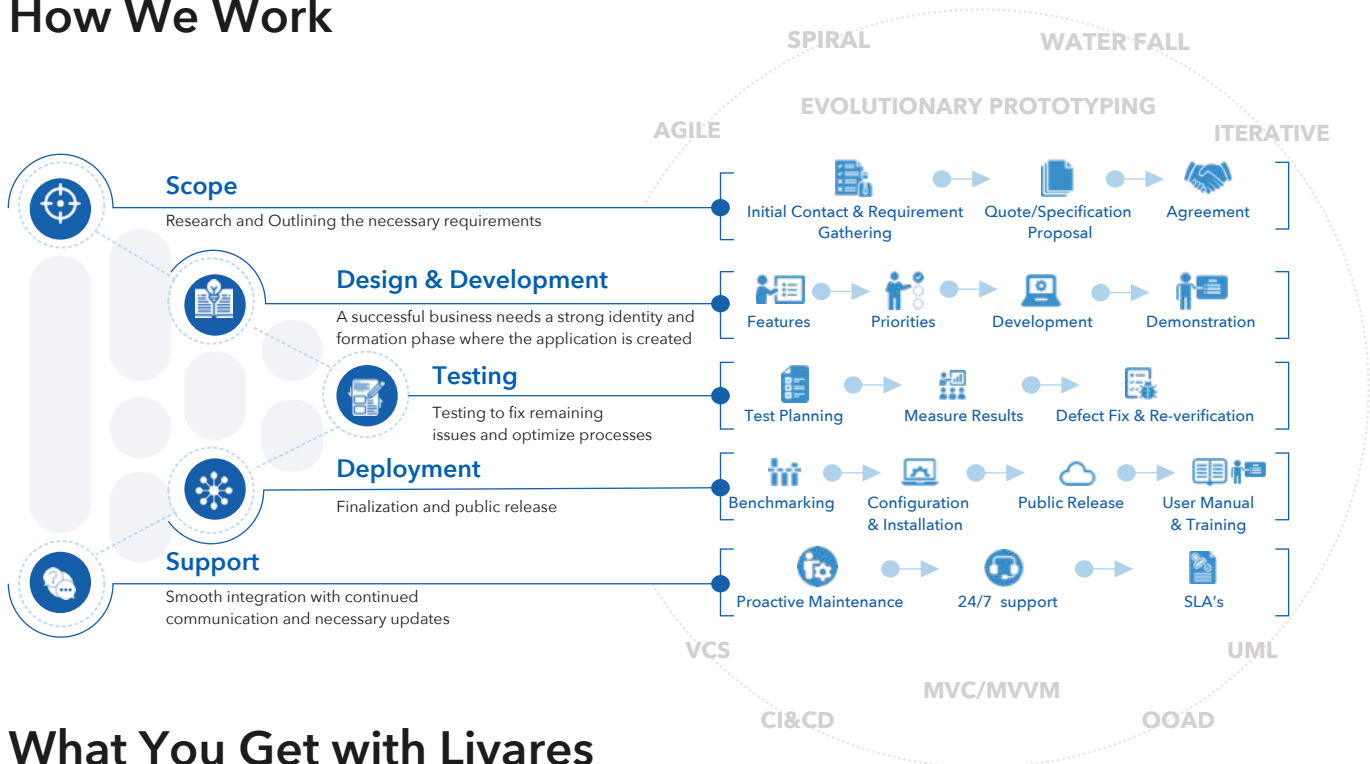 How We Work
SPIRAL
WATER FALL
EVOLUTIONARY PROTOTYPING
AGILE
ITERATIVE
Scope
Research and Outlining the necessary requirements
Initial Contact & Requirement
Gathering
Quote/Specification
Proposal
Agreement
Design & Development
A successful business needs a strong identity and
formation phase where the application is created
Features
Priorities
Development
Demonstration
Testing
Testing to fix remaining
issues and optimize processes
Test Planning
Measure Results
Defect Fix & Re-verification
Deployment
Finalization and public release
Benchmarking
Configuration
& Installation
Public Release
User Manual
& Training
Support
Smooth integration with continued
communication and necessary updates
Proactive Maintenance
24/7 support
SLA's
VCS
UML
MVC/MVVM
CI&CD
OOAD
What You Get with Livares